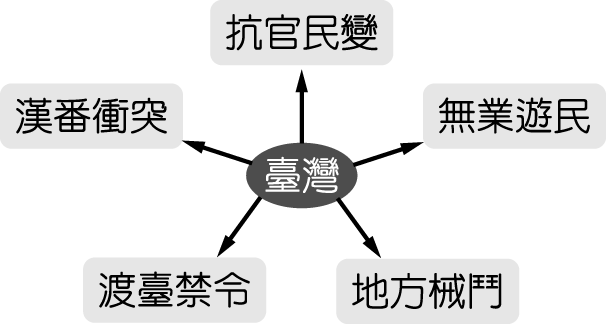 抗官民變
漢番衝突
無業遊民
臺灣
渡臺禁令
地方械鬥